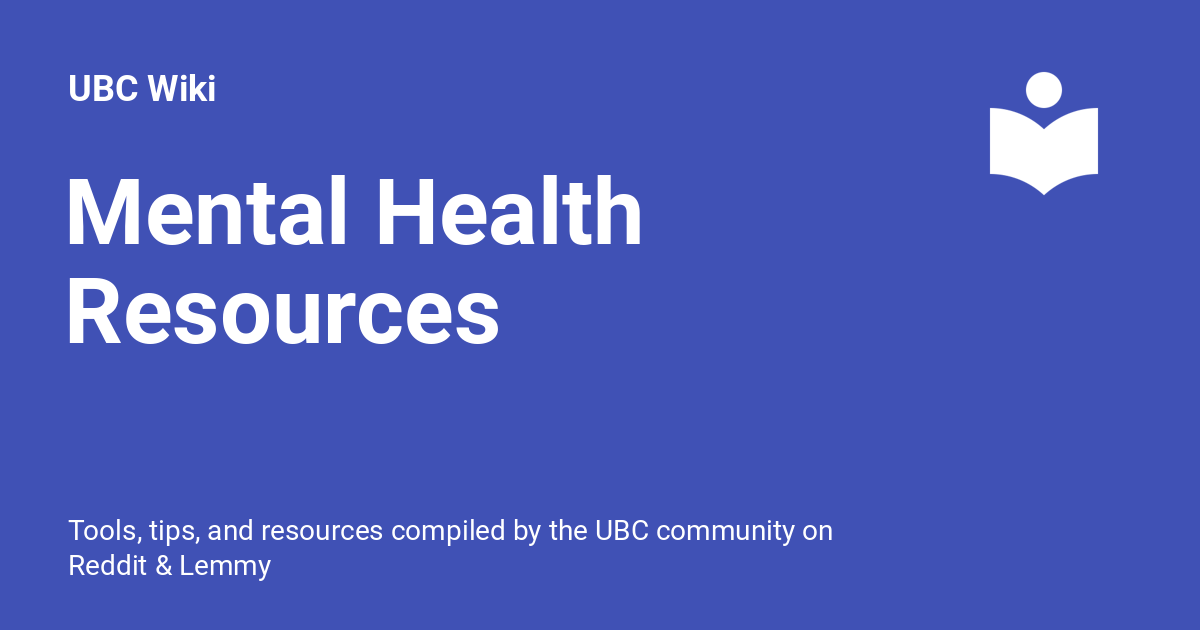 UBC Wiki
Mental Health
Resources
Tools, tips, and resources compiled by the UBC community on
Reddit & Lemmy